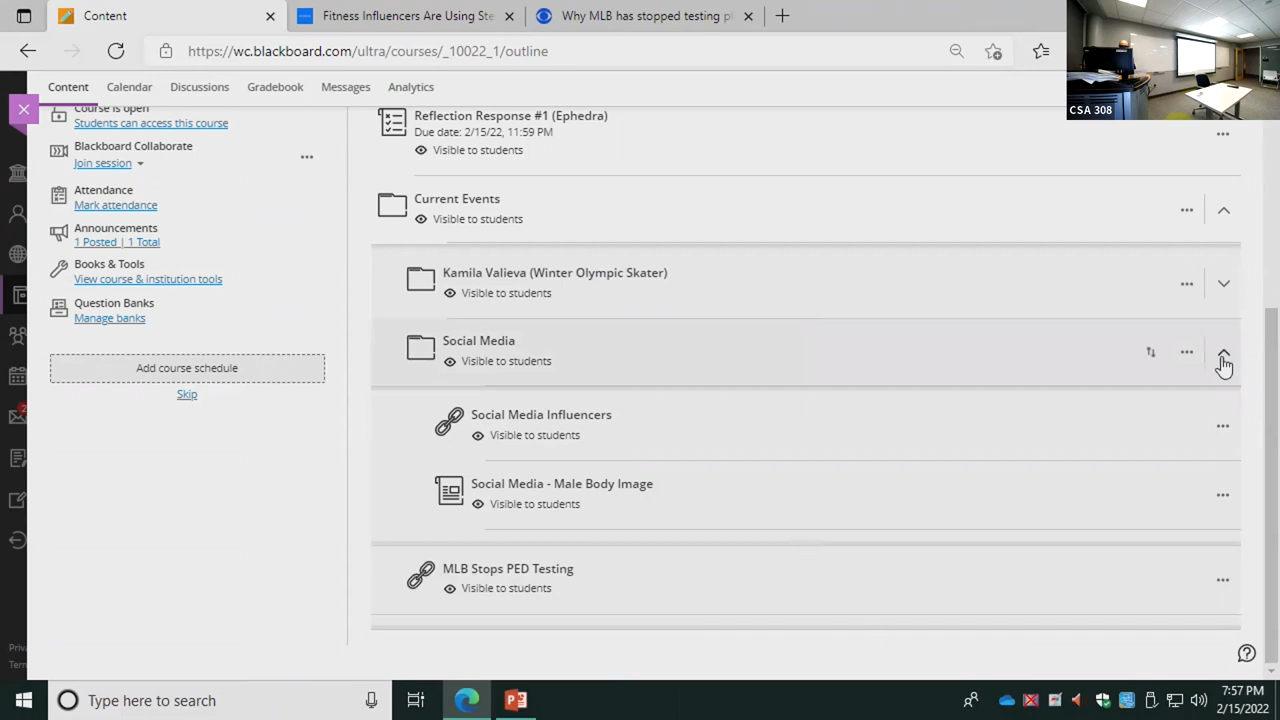 Content
Fitness Influencers Are Using Ste
Why MLB has stopped testing pl
https://wc.blackboard.com/ultra/courses/_10022_1/outline
CSA 308
Content
Calendar
Discussions
Gradebook
Messages
Analytics
Course is open
Students can access this course
Blackboard Collaborate
Join session
Attendance
Mark attendance
Announcements
1 Posted | 1 Total
Books & Tools
View course & institution tools
Question Banks
Manage banks
Add course schedule
Skip
Reflection Response #1 (Ephedra)
Due date: 2/15/22, 11:59 PM
Visible to students
Current Events
Visible to students
Kamila Valieva (Winter Olympic Skater)
Visible to students
Social Media
Visible to students
Social Media Influencers
Visible to students
Social Media - Male Body Image
Visible to students
MLB Stops PED Testing
Visible to students
2
Priva
Term
Type here to search
7:57 PM
2/15/2022